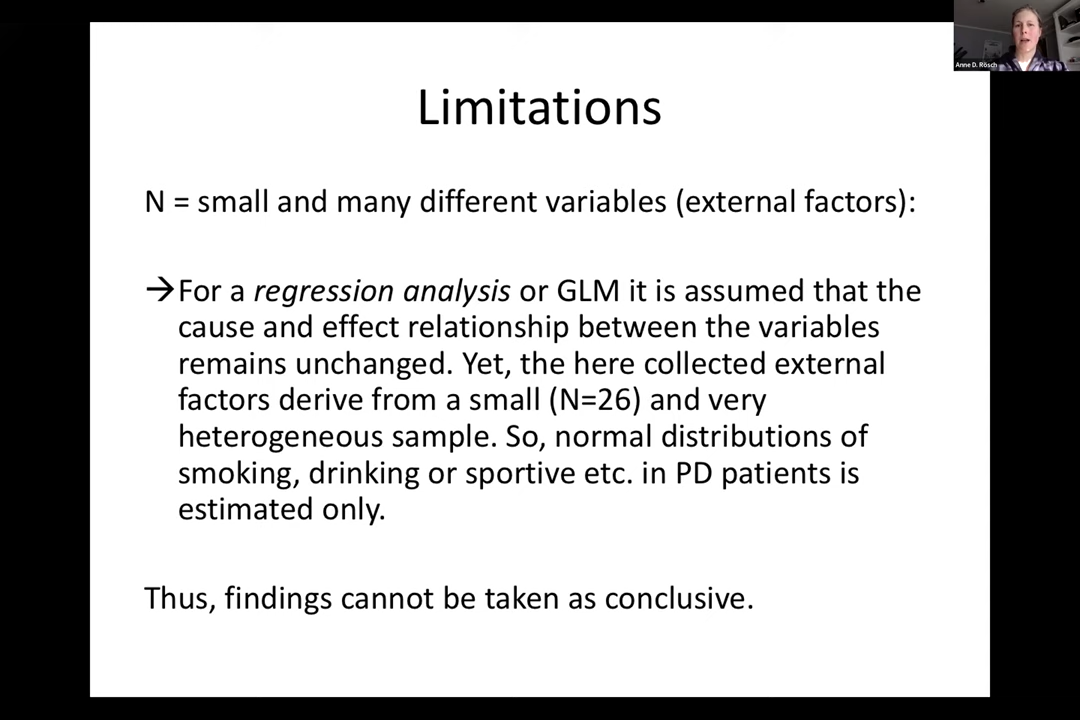 Anne D. Rösch
Limitations
N = small and many different variables (external factors):
→For a regression analysis or GLM it is assumed that the
cause and effect relationship between the variables
remains unchanged. Yet, the here collected external
factors derive from a small (N=26) and very
heterogeneous sample. So, normal distributions of
smoking, drinking or sportive etc. in PD patients is
estimated only.
Thus, findings cannot be taken as conclusive.